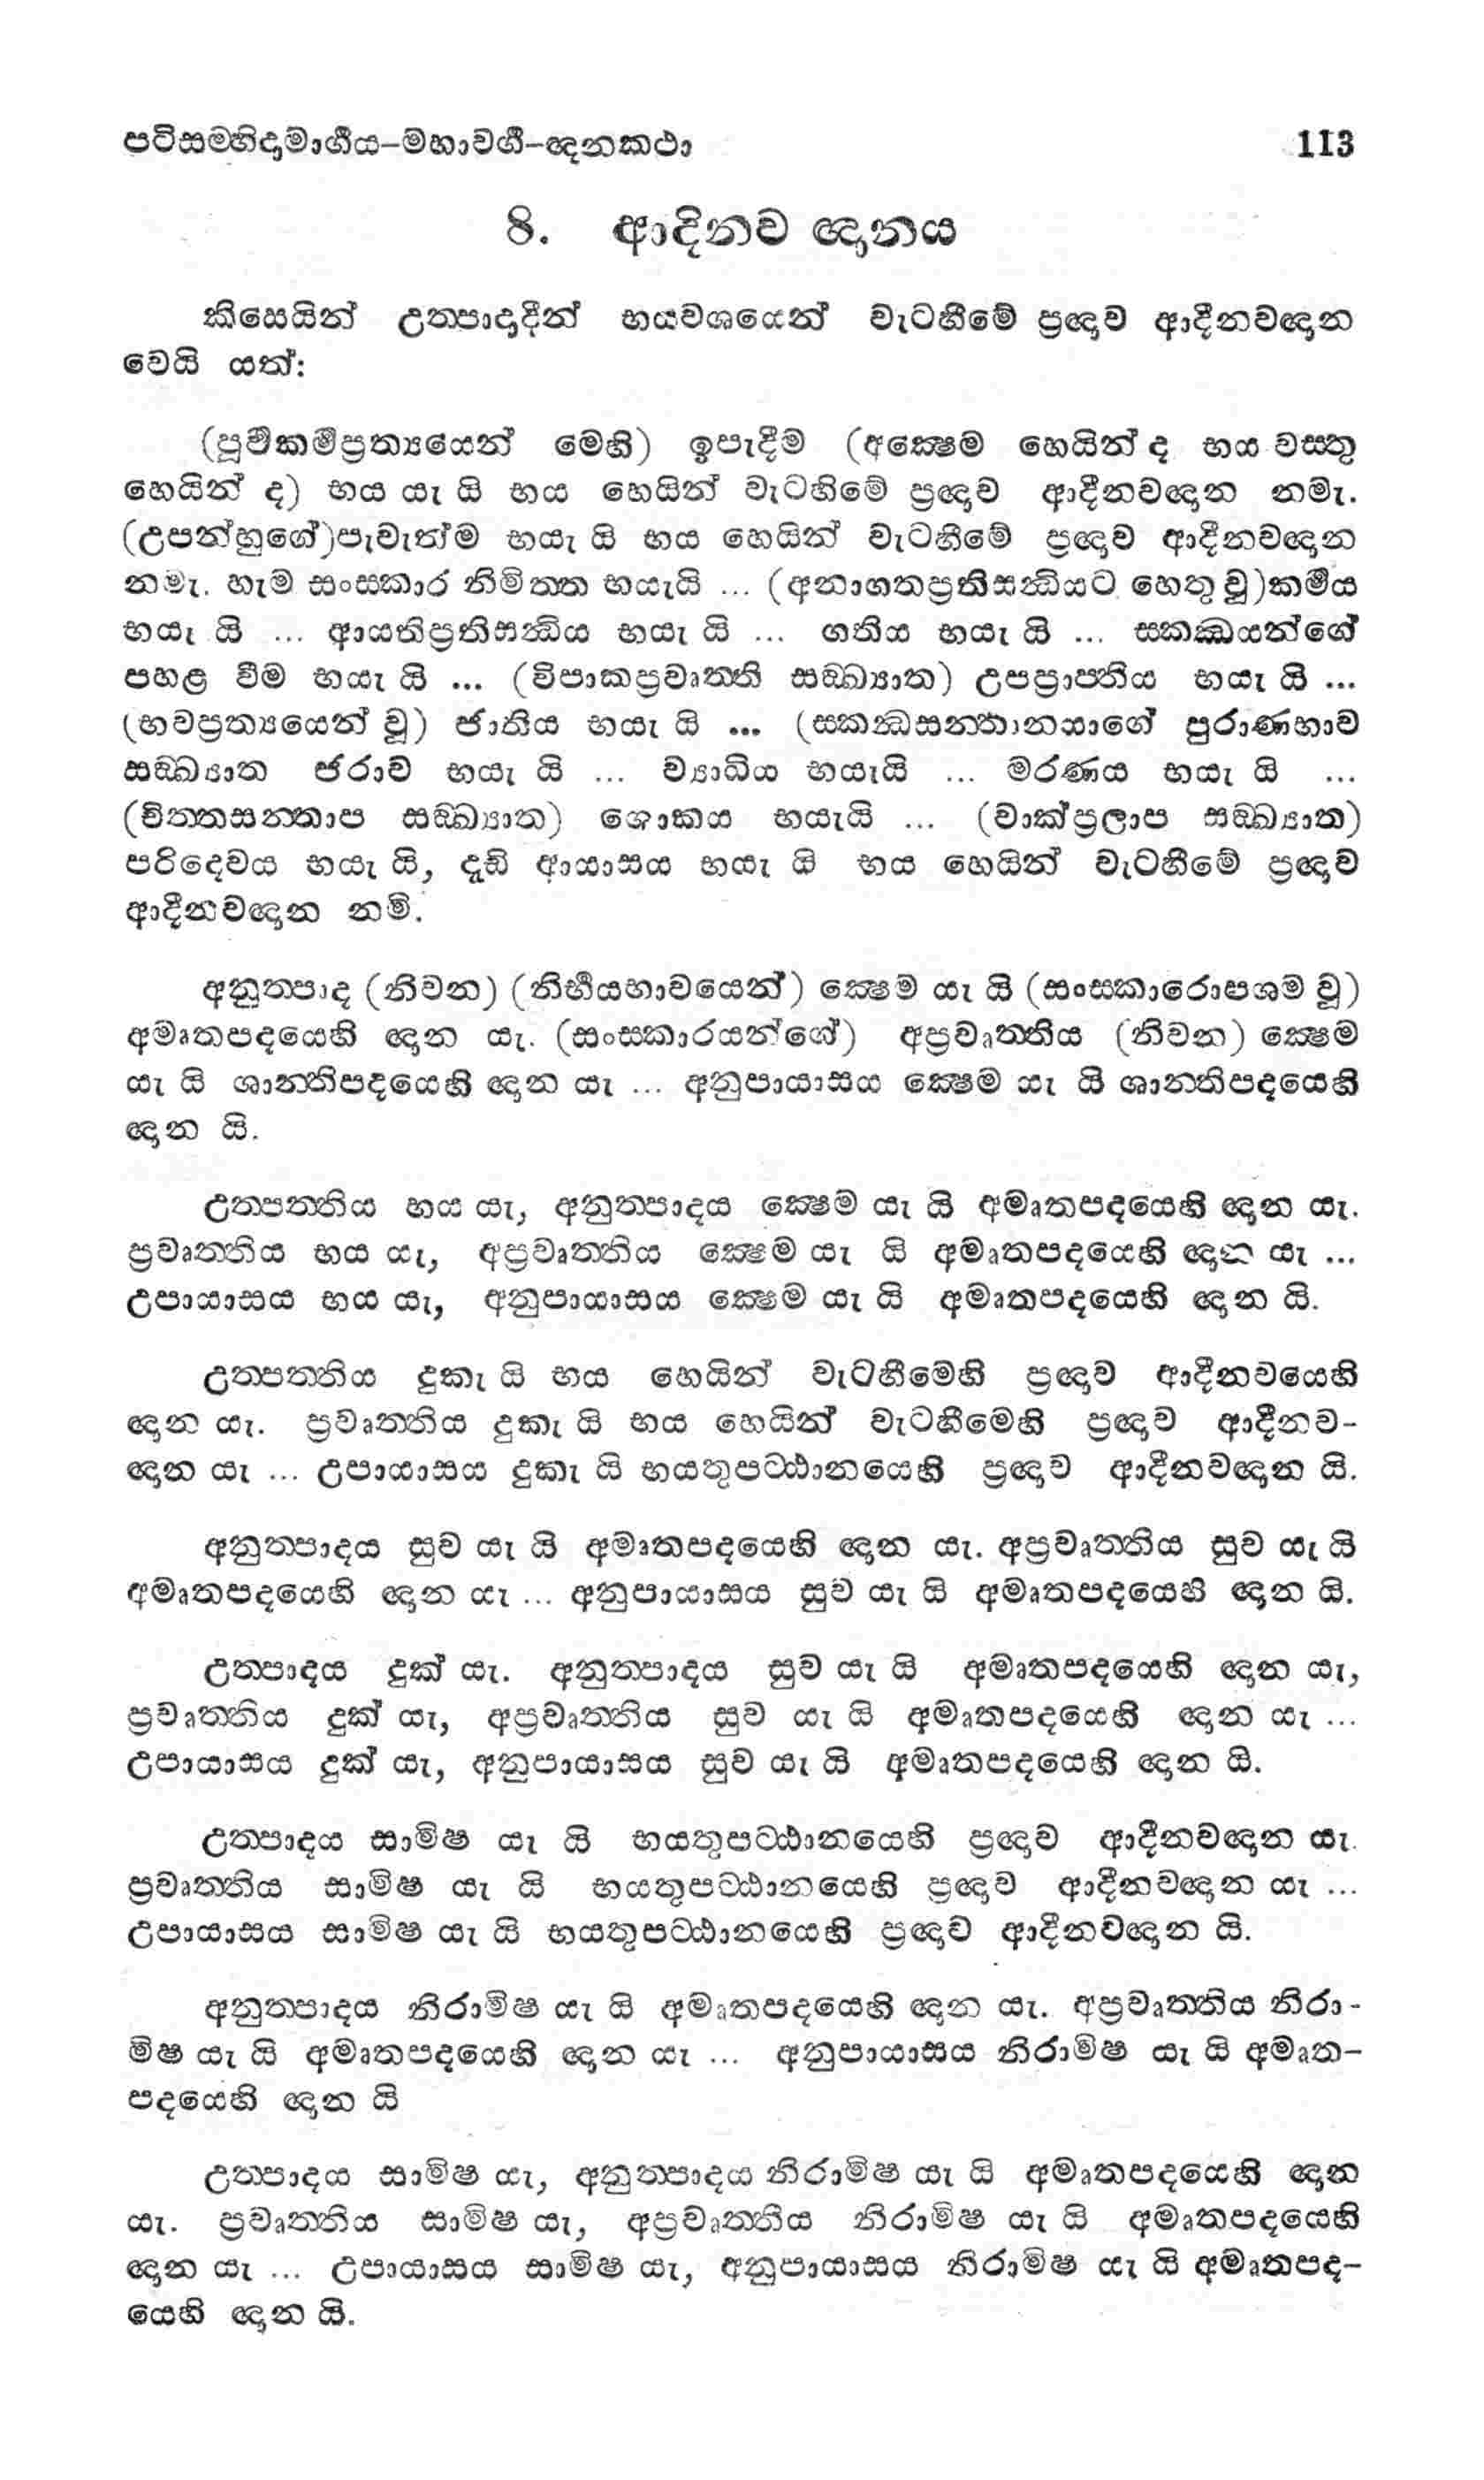 පටිසම්භිදාමාර්ගය–මහාවර්ග–ඥානකථා 113
8. ආදිනව ඥානය
කිසෙයින් උත්පාදාදීන් භයවශයෙන් වැටහීමේ ප්‍රඥාව ආදීනවඥාන
වෙයි යත්:
(පූර්වකර්මප්‍රත්‍යයෙන් මෙහි) ඉපැදීම (අක්‍ෂෙම හෙයින් ද භය වස්තු
හෙයින් ද) භය යැ යි භය හෙයින් වැටහිමේ ප්‍රඥාව ආදීනවඥාන නමැ.
(උපන්හුගේ)පැවැත්ම භයැ යි භය හෙයින් වැටහීමේ ප්‍රඥාව ආදීනවඥාන
නමැ. හැම සංස්කාර නිමිත්ත භයැයි ... (අනාගතප්‍රතිසන්ධියට හෙතු වූ)කර්මය
භයැ යි ... ආයතිප්‍රතිසන්ධිය භයැ යි ... ගතිය භයැ යි ... ස්කන්ධයන්ගේ
පහළ වීම භයැ යි ... (විපාකප්‍රවෘත්ති සඞ්ඛ්‍යාත) උපප්‍රාප්තිය භයැ යි ...
(භවප්‍රත්‍යයෙන් වූ) ජාතිය භයැ යි ... (ස්කන්ධසන්තානයාගේ පුරාණභාව
සඞ්ඛ්‍යාත ජරාව භයැ යි ... ව්‍යාධිය භයැයි ... මරණය භයැ යි ...
(චිත්තසන්තාප සඞ්ඛ්‍යාත) ශොකය භයැයි ... (වාක්ප්‍රලාප සඞ්ඛ්‍යාත)
පරිදෙවය භයැ යි, දැඩි ආයාසය භයැ යි භය හෙයින් වැටහීමේ ප්‍රඥාව
ආදීනවඥාන නමි.
අනුත්පාද (නිවන) (නිර්භයභාවයෙන්) ක්‍ෂෙම යැ යි (සංස්කාරොපශම වූ)
අමෘතපදයෙහි ඥාන යැ. (සංස්කාරයන්ගේ) අප්‍රවෘත්තිය (නිවන) ක්‍ෂෙම
යැ යි ශාන්තිපදයෙහි ඥාන යැ ... අනුපායාසය ක්‍ෂෙම යැ යි ශාන්තිපදයෙහි
ඥාන යි.
උත්පත්තිය භය යැ, අනුත්පාදය ක්‍ෂෙම යැ යි අමෘතපදයෙහි ඥාන යැ.
ප්‍රවෘත්තිය භය යැ, අප්‍රවෘත්තිය ක්‍ෂෙම යැ යි අමෘතපදයෙහි ඥාන යැ ...
උපායාසය භය යැ, අනුපායාසය ක්‍ෂෙම යැ යි අමෘතපදයෙහි ඥාන යි.
උත්පත්තිය දුකැ යි භය හෙයින් වැටහීමෙහි ප්‍රඥාව ආදීනවයෙහි
ඥාන යැ. ප්‍රවෘත්තිය දුකැ යි භය හෙයින් වැටහීමෙහි ප්‍රඥාව ආදීනව-
ඥාන යැ ... උපායාසය දුකැ යි භයතුපට්ඨානයෙහි ප්‍රඥාව ආදීනවඥාන යි.
අනුත්පාදය සුව යැ යි අමෘතපදයෙහි ඥාන යැ. අප්‍රවෘත්තිය සුව යැ යි
අමෘතපදයෙහි ඥාන යැ ... අනුපායාසය සුව යැ යි අමෘතපදයෙහි ඥාන යි.
උත්පාදය දුක් යැ. අනුත්පාදය සුව යැ යි අමෘතපදයෙහි ඥාන යැ,
ප්‍රවෘත්තිය දුක් යැ, අප්‍රවෘත්තිය සුව යැ යි අමෘතපදයෙහි ඥාන යැ ...
උපායාසය දුක් යැ, අනුපායාසය සුව යැ යි අමෘතපදයෙහි ඥාන යි.
උත්පාදය සාමිෂ යැ යි භයතුපට්ඨානයෙහි ප්‍රඥාව ආදීනවඥාන යැ.
ප්‍රවෘත්තිය සාමිෂ යැ යි භයතුපට්ඨානයෙහි ප්‍රඥාව ආදීනවඥාන යැ ...
උපායාසය සාමිෂ යැ යි භයතුපට්ඨානයෙහි ප්‍රඥාව ආදීනවඥාන යි.
අනුත්පාදය නිරාමිෂ යැ යි අමෘතපදයෙහි ඥාන යැ. අප්‍රවෘත්තිය නිරා-
මිෂ යැ යි අමෘතපදයෙහි ඥාන යැ ... අනුපායාසය නිරාමිෂ යැ යි අමෘත-
පදයෙහි ඥාන යි
උත්පාදය සාමිෂ යැ, අනුත්පාදය නිරාමිෂ යැ යි අමෘතපදයෙහි ඥාන
යැ. ප්‍රවෘත්තිය සාමිෂ යැ, අප්‍රවෘත්තිය නිරාමිෂ යැ යි අමෘතපදයෙහි
ඥාන යැ ... උපායාසය සාමිෂ යැ, අනුපායාසය නිරාමිෂ යැ යි අමෘතපද-
යෙහි ඥාන යි.